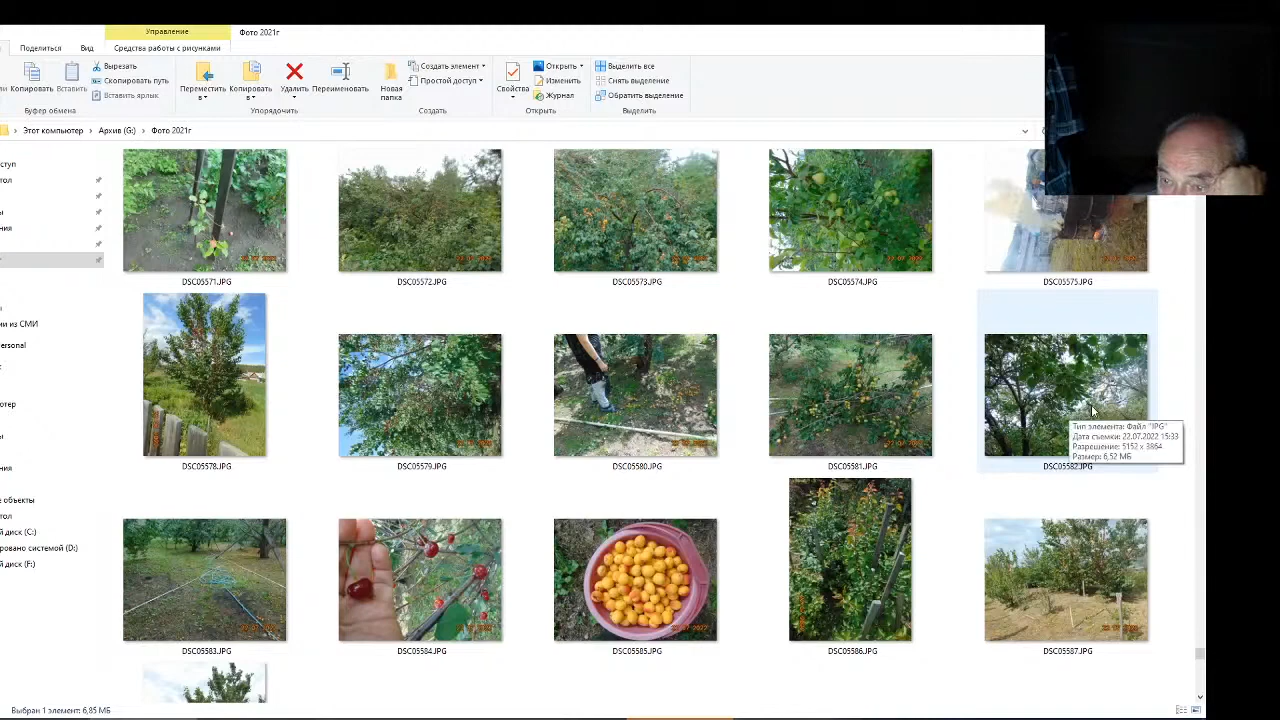 Управление
Фото 2021г
Поделиться
Вид
Средства работы с рисунками
Копировать
Вставить
Вырезать
Скопировать путь
Вставить ярлык
Буфер обмена
Переместить в
Копировать в
Удалить
Переименовать
Упорядочить
Новая папка
Создать элемент
Простой доступ
Создать
Свойства
Открыть
Изменить
Журнал
Открыть
Выделить все
Снять выделение
Обратить выделение
Выделить
Этот компьютер > Архив (G:) > Фото 2021г
DSC05571.JPG
DSC05572.JPG
DSC05573.JPG
DSC05574.JPG
DSC05575.JPG
ии из СМИ
ersonal
DSC05578.JPG
DSC05579.JPG
DSC05580.JPG
DSC05581.JPG
DSC05582.JPG
Тип элемента: Файл "JPG"
Дата съемки: 22.07.2022 15:33
Разрешение: 5152 x 3864
Размер: 6,52 МБ
ые объекты
й диск (C:)
ровано системой (D:)
й диск (F:)
DSC05583.JPG
DSC05584.JPG
DSC05585.JPG
DSC05586.JPG
DSC05587.JPG
Выбран 1 элемент: 6,85 МБ